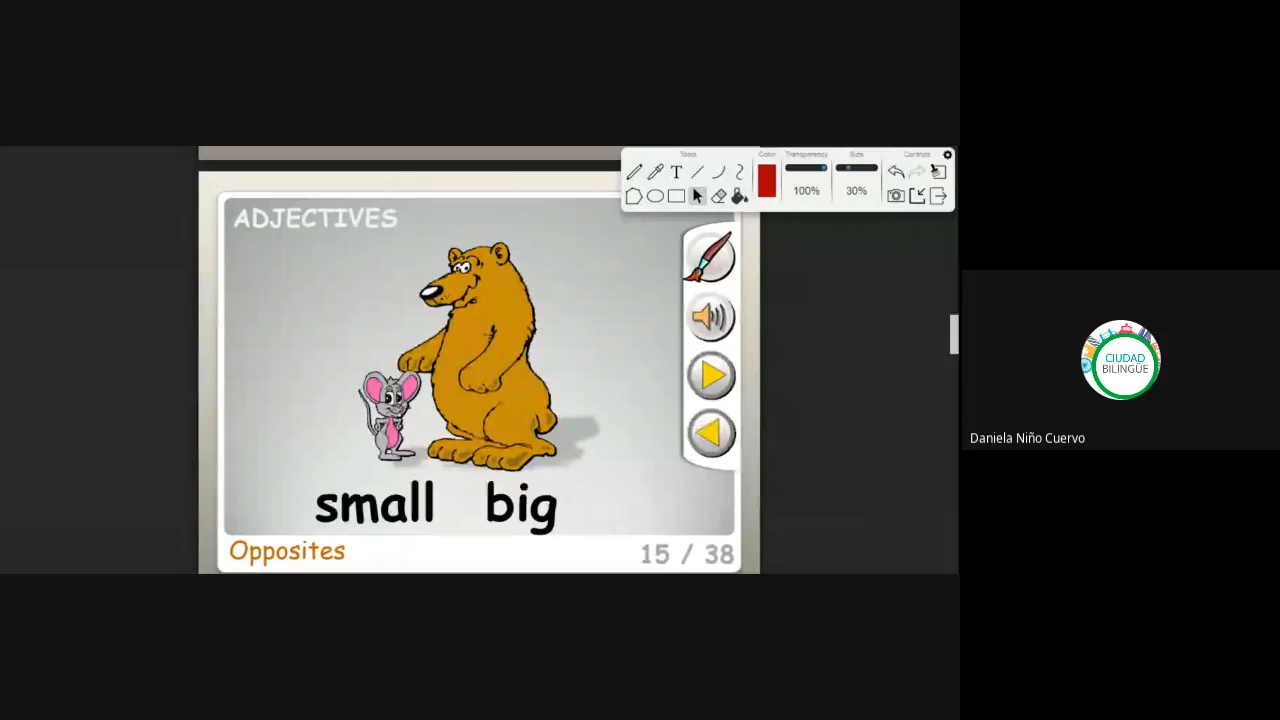 Tools
Color
Transparency
Size
Controls
T
100%
30%
ADJECTIVES
small big
Opposites
15 / 38
CIUDAD
BILINGÜE
Daniela Niño Cuervo